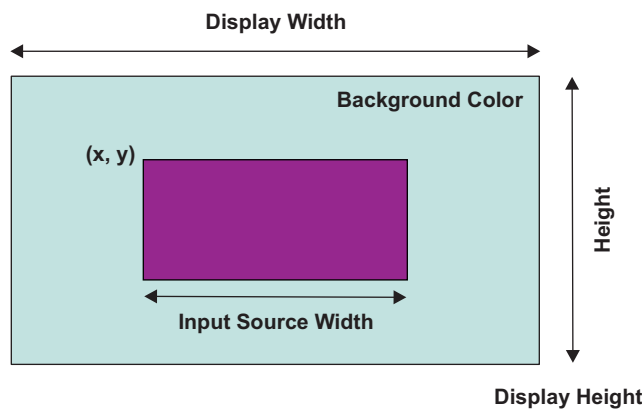 Display Width
Background Color
(x, y)
Height
Input Source Width
Display Height